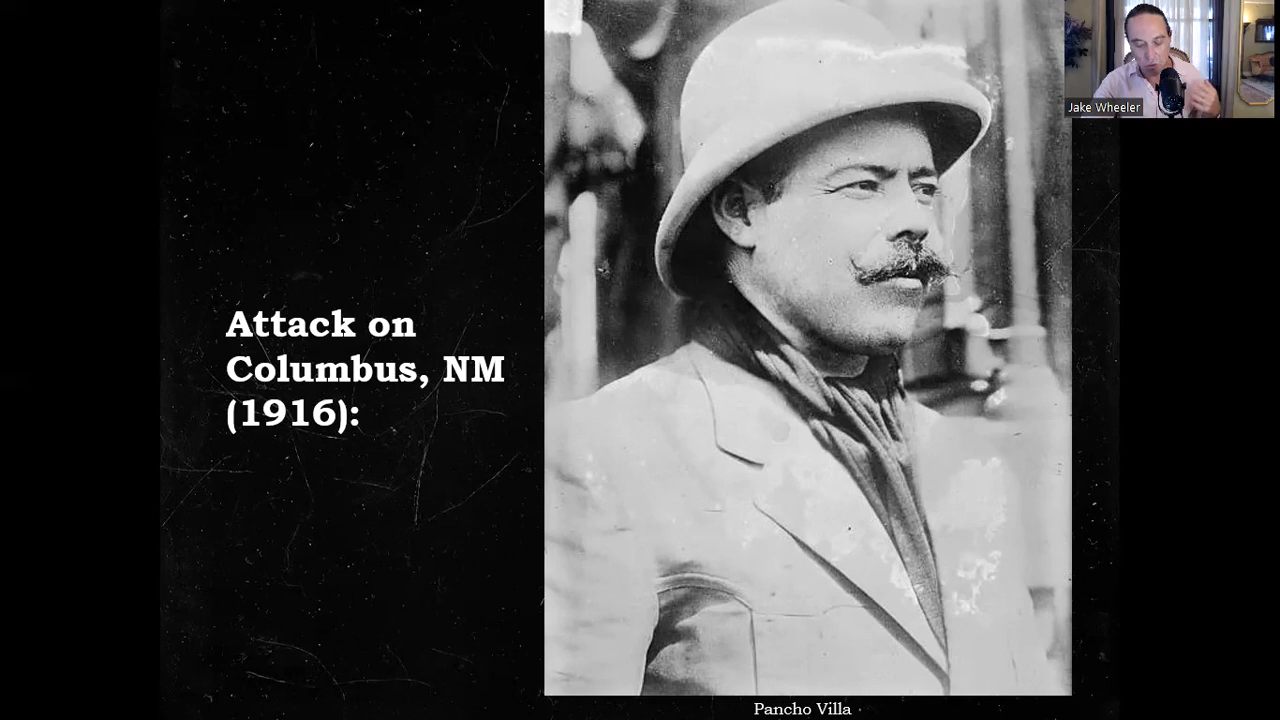 Jake Wheeler
Attack on
Columbus, NM
(1916):
Pancho Villa